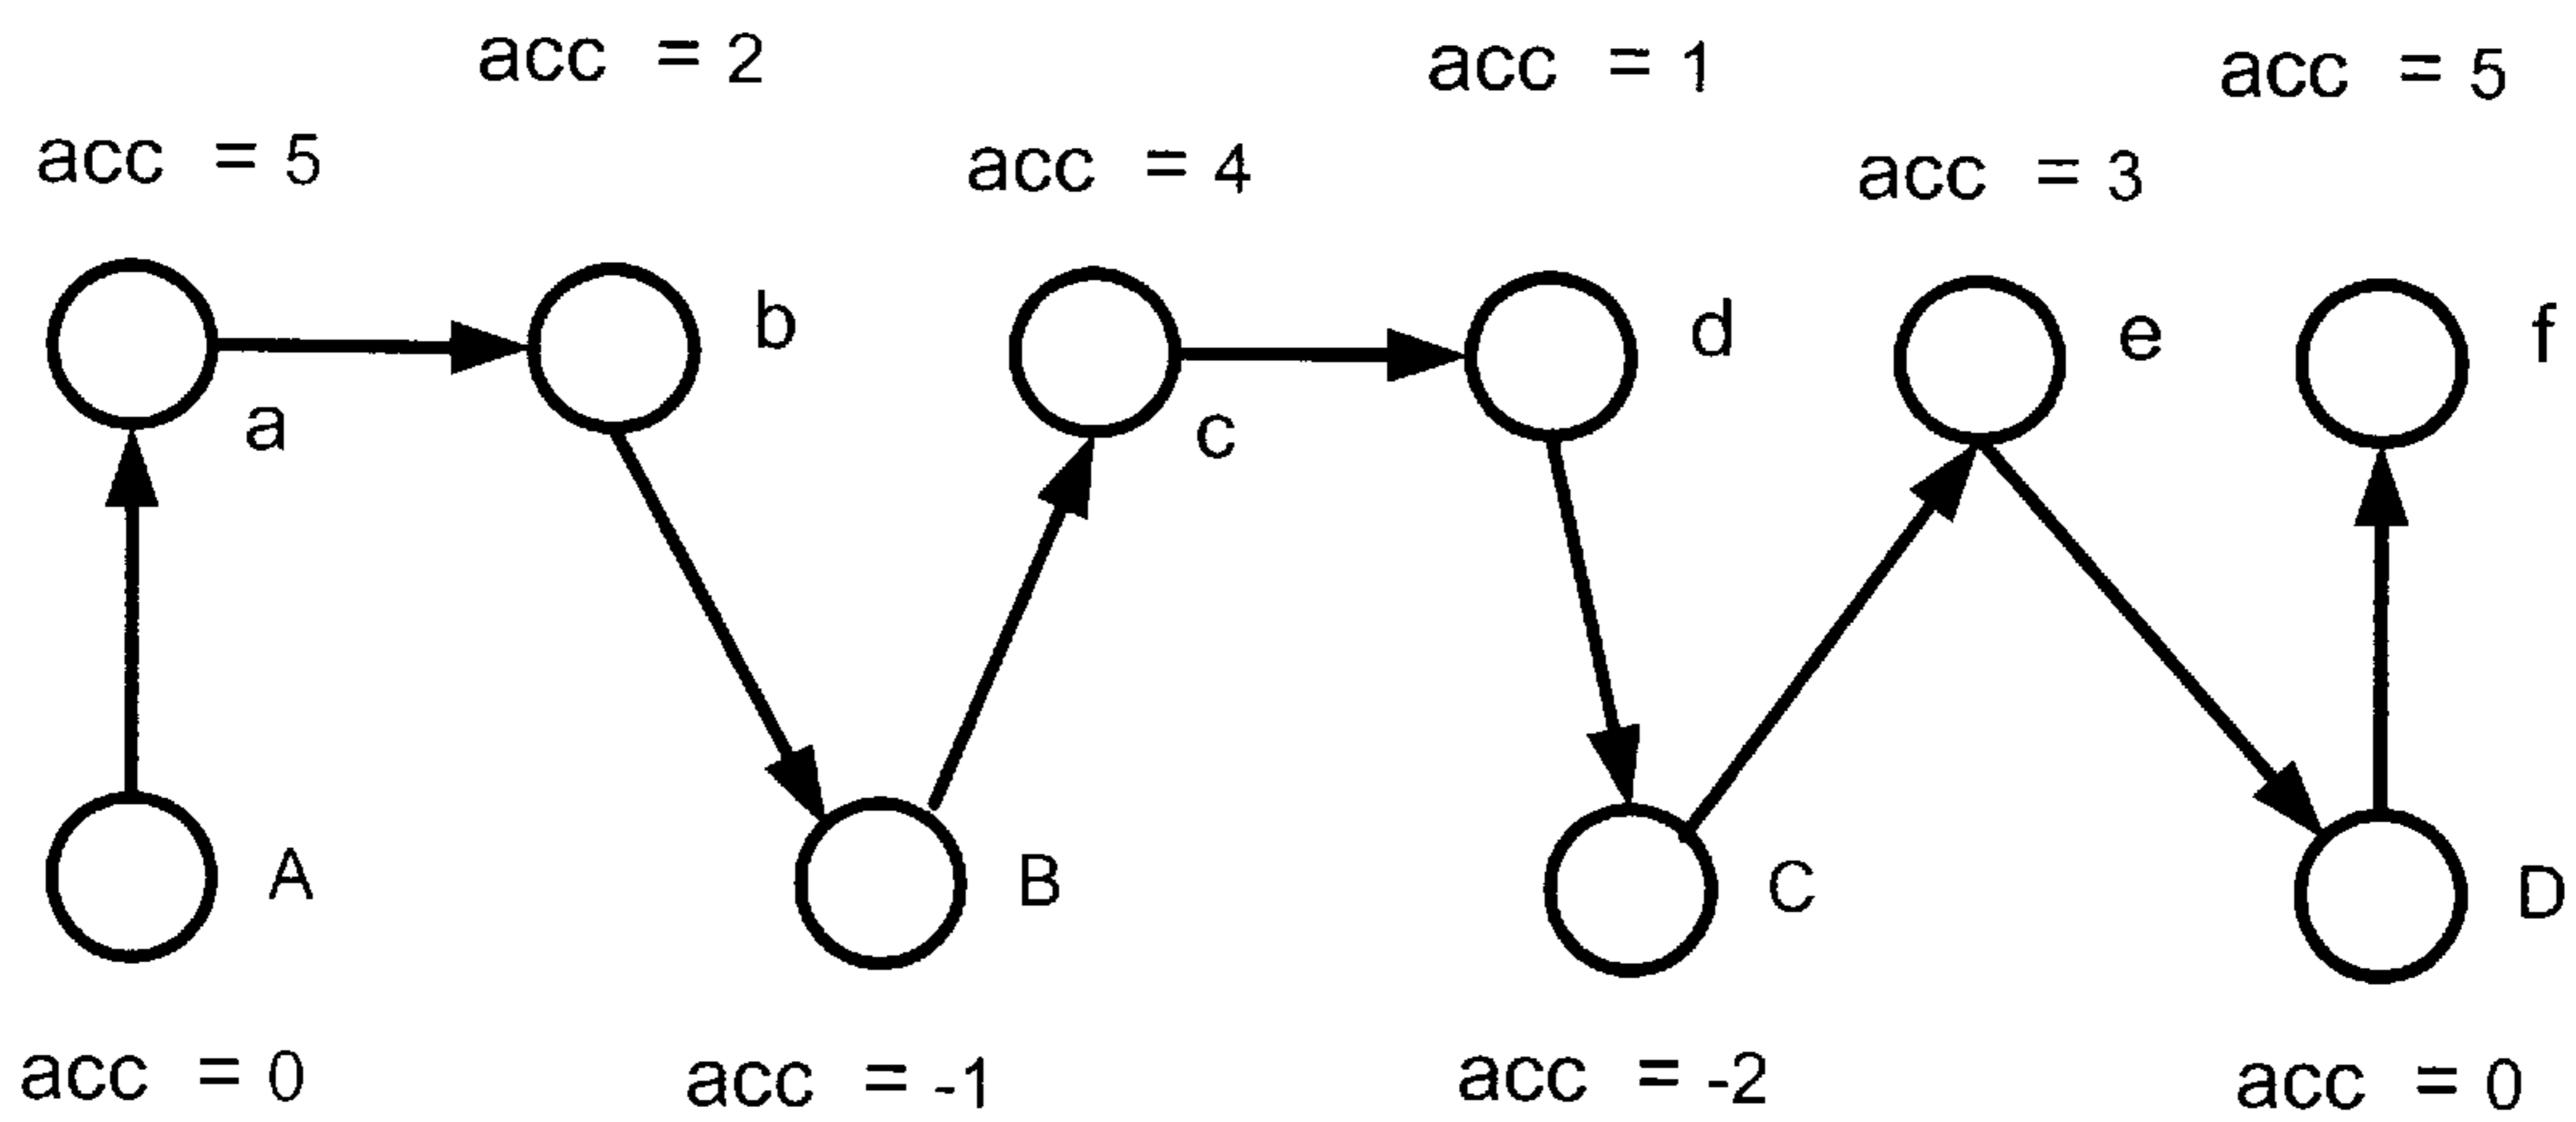 acc = 2
acc = 1
acc = 5
acc = 5
acc = 4
acc = 3
b
d
e
f
a
c
A
B
C
D
acc = 0
acc = -1
acc = -2
acc = 0